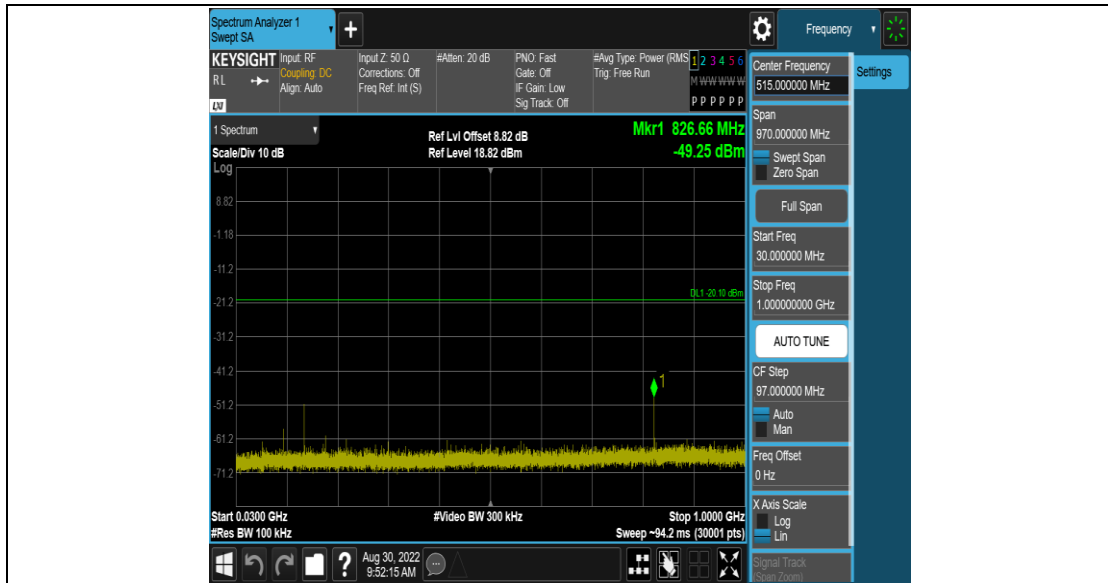 Spectrum Analyzer 1
Swept SA
+
Frequency
KEYSIGHT
RL
LXI
Input: RF
Coupling: DC
Align: Auto
Input Z: 50 Ω
Corrections: Off
Freq Ref: Int (S)
#Atten: 20 dB
PNO: Fast
Gate: Off
IF Gain: Low
Sig Track: Off
#Avg Type: Power (RMS
Trig: Free Run
1 2 3 4 5 6
M W W W W W
P P P P P P
1 Spectrum
Scale/Div 10 dB
Ref Lvl Offset 8.82 dB
Ref Level 18.82 dBm
Mkr1 826.66 MHz
-49.25 dBm
Log
8.82
-1.18
-11.2
-21.2
-31.2
-41.2
-51.2
-61.2
-71.2
DL1 -20.10 dBm
1
Start 0.0300 GHz
#Res BW 100 kHz
#Video BW 300 kHz
Stop 1.0000 GHz
Sweep ~94.2 ms (30001 pts)
?
Aug 30, 2022
9:52:15 AM
Center Frequency
515.000000 MHz
Settings
Span
970.000000 MHz
Swept Span
Zero Span
Full Span
Start Freq
30.000000 MHz
Stop Freq
1.000000000 GHz
AUTO TUNE
CF Step
97.000000 MHz
Auto
Man
Freq Offset
0 Hz
X Axis Scale
Log
Lin
Signal Track
(Span Zoom)